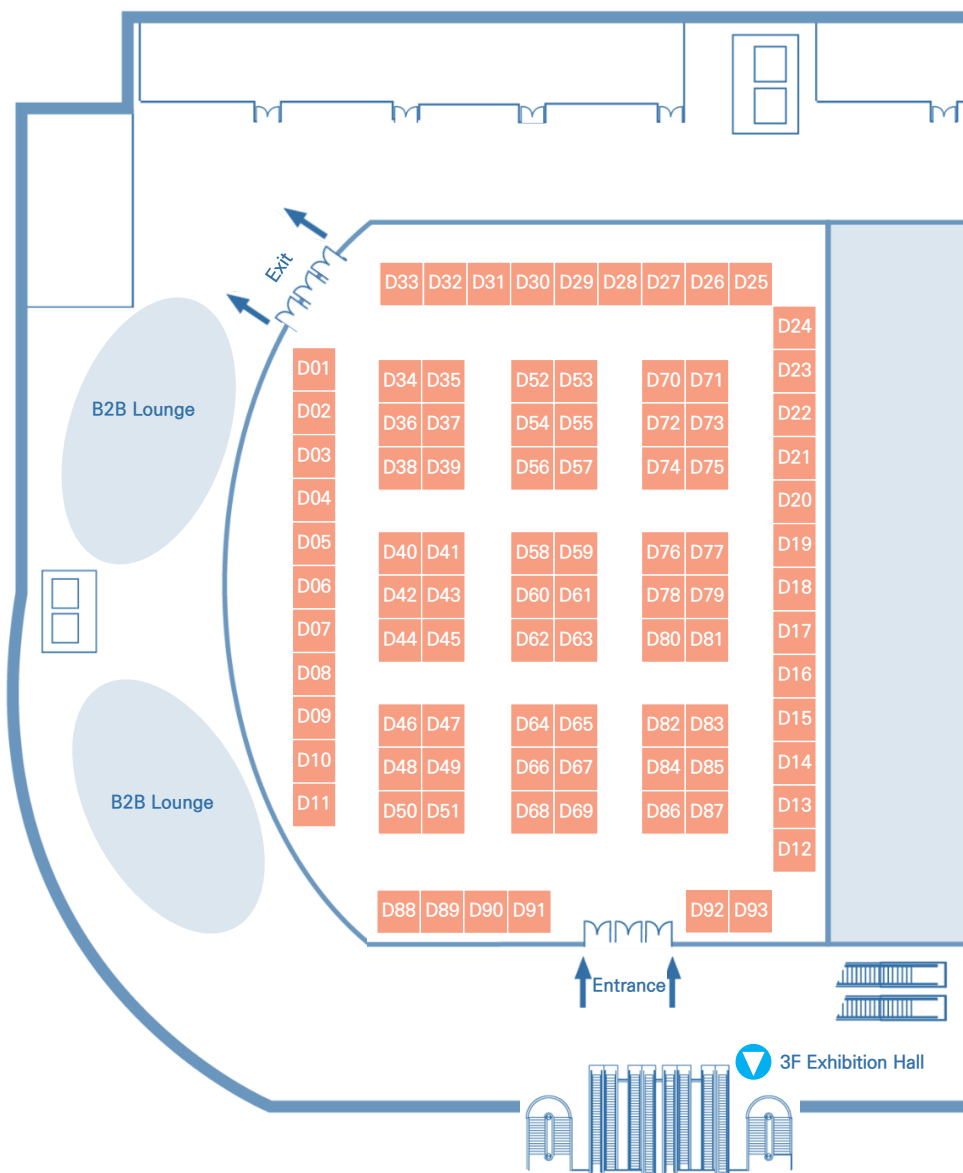 Exit
D33 D32 D31 D30 D29 D28 D27 D26 D25
D24
D01
D34 D35 D52 D53 D70 D71
D23
B2B Lounge
D02
D36 D37 D54 D55 D72 D73
D22
D03
D38 D39 D56 D57 D74 D75
D21
D04
D20
D05
D40 D41 D58 D59 D76 D77
D19
D06
D42 D43 D60 D61 D78 D79
D18
D07
D44 D45 D62 D63 D80 D81
D17
D08
D16
D09
D46 D47 D64 D65 D82 D83
D15
D10
D48 D49 D66 D67 D84 D85
D14
B2B Lounge
D11
D50 D51 D68 D69 D86 D87
D13
D12
D88 D89 D90 D91
D92 D93
Entrance
3F Exhibition Hall